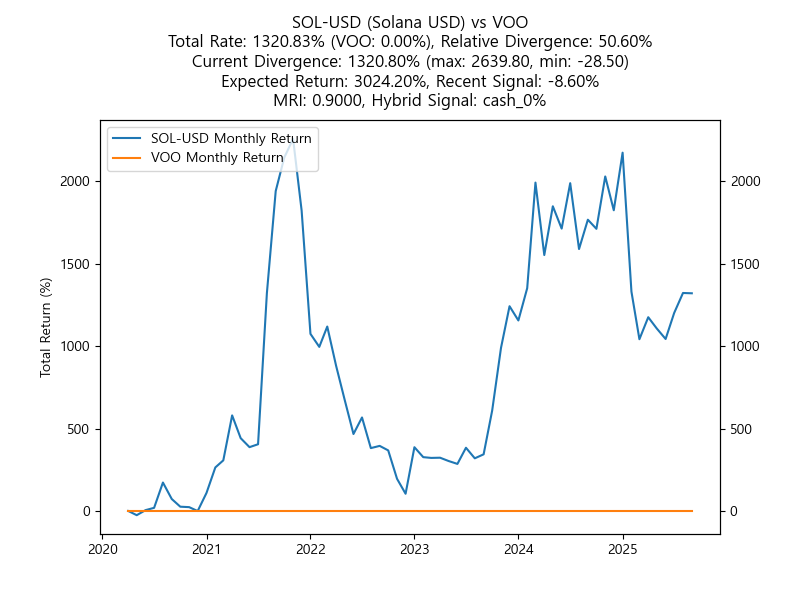 SOL-USD (Solana USD) vs VOO
Total Rate: 1320.83% (VOO: 0.00%), Relative Divergence: 50.60%
Current Divergence: 1320.80% (max: 2639.80, min: -28.50)
Expected Return: 3024.20%, Recent Signal: -8.60%
MRI: 0.9000, Hybrid Signal: cash_0%
SOL-USD Monthly Return
VOO Monthly Return
Total Return (%)
2000
1500
1000
500
0
2000
1500
1000
500
0
2020
2021
2022
2023
2024
2025